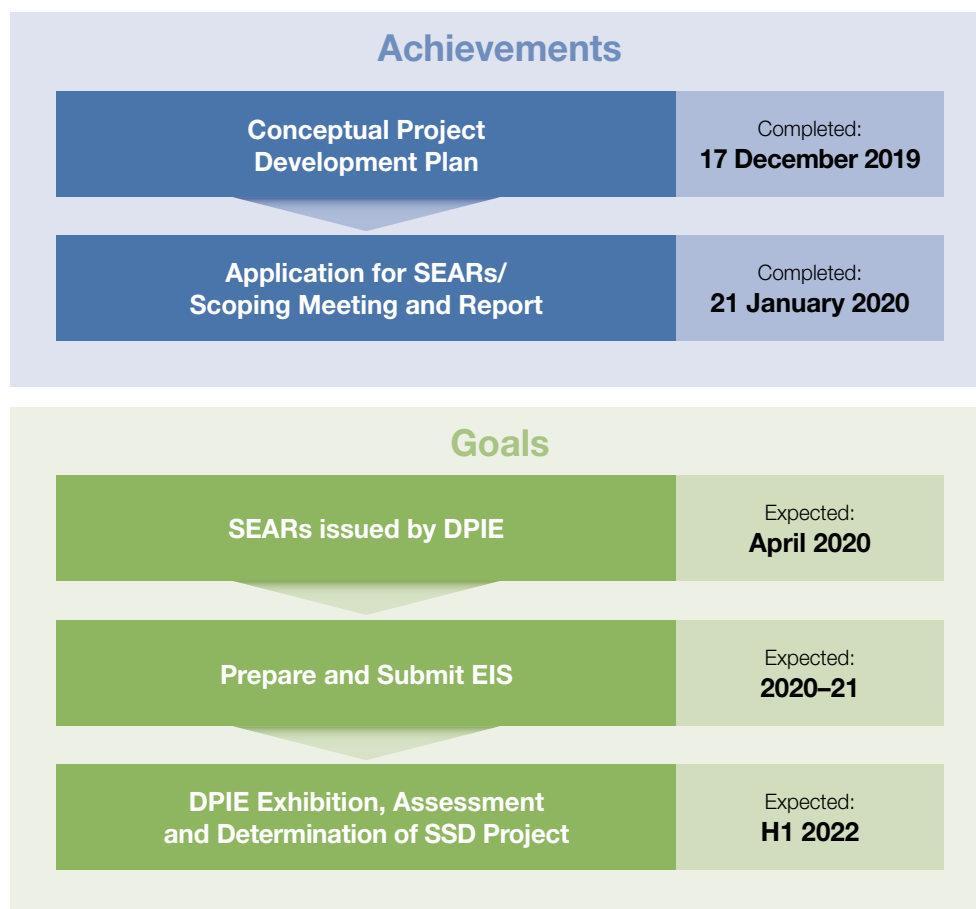 Achievements
Conceptual Project
Development Plan
Completed:
17 December 2019
Application for SEARs/
Scoping Meeting and Report
Completed:
21 January 2020
Goals
SEARs issued by DPIE
Expected:
April 2020
Prepare and Submit EIS
Expected:
2020–21
DPIE Exhibition, Assessment
and Determination of SSD Project
Expected:
H1 2022